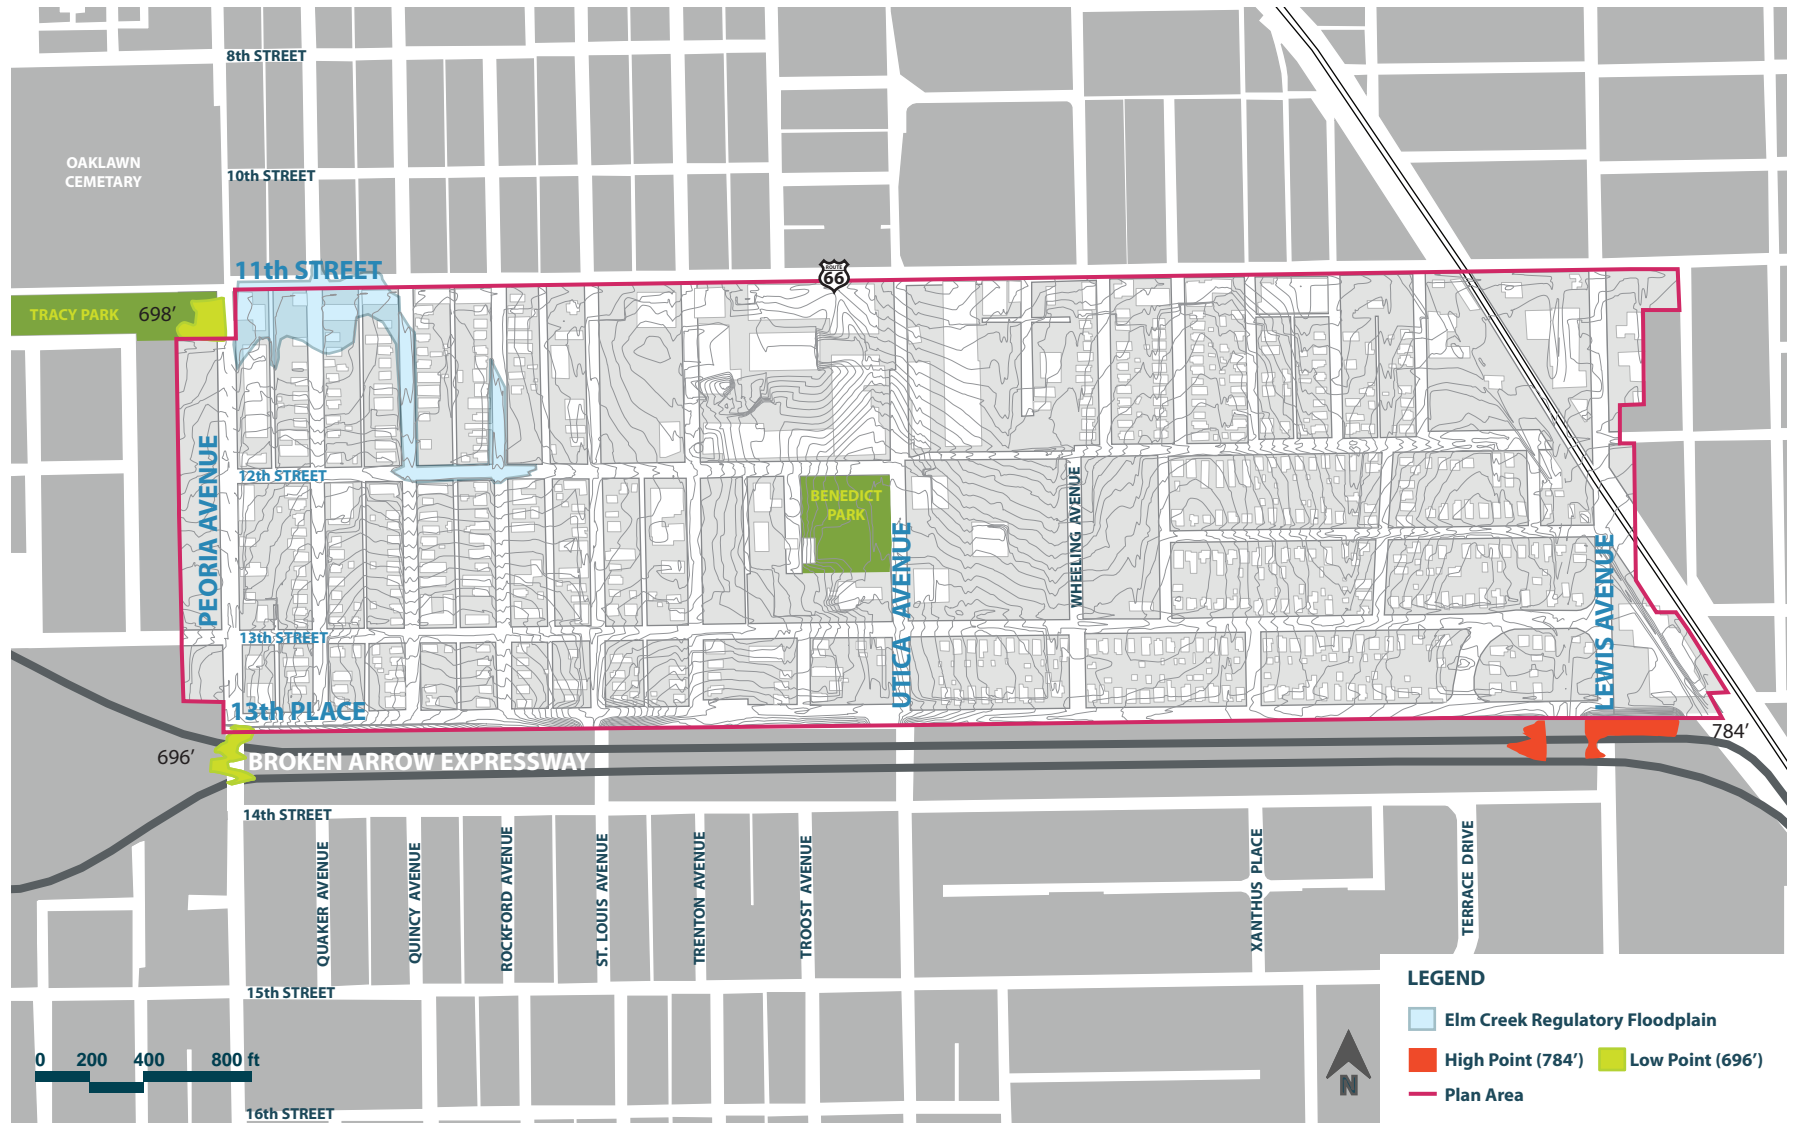 8th STREET
OAKLAWN
CEMETARY
10th STREET
11th STREET
ROUTE
66
TRACY PARK
698’
PEORIA AVENUE
12th STREET
BENEDICT
PARK
UTICA AVENUE
WHEELING AVENUE
LEWIS AVENUE
13th STREET
13th PLACE
696’
BROKEN ARROW EXPRESSWAY
784’
14th STREET
QUAKER AVENUE
QUINCY AVENUE
ROCKFORD AVENUE
ST. LOUIS AVENUE
TRENTON AVENUE
TROOST AVENUE
XANTHUS PLACE
TERRACE DRIVE
15th STREET
16th STREET
0 200 400 800 ft
N
LEGEND
Elm Creek Regulatory Floodplain
High Point (784’)
Low Point (696’)
Plan Area